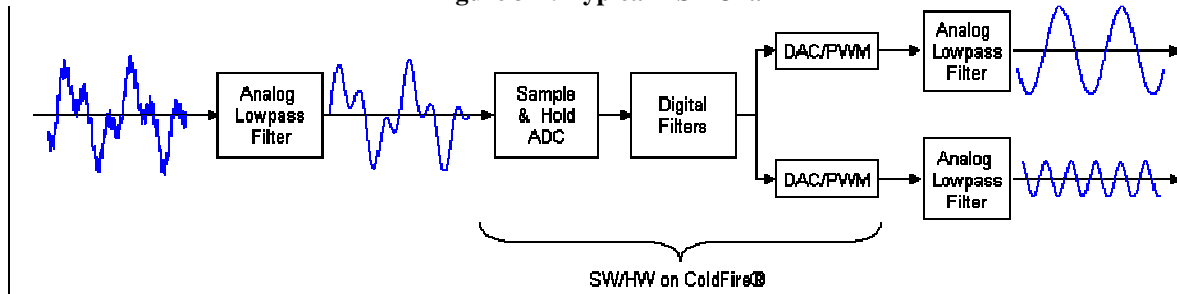 Analog
Lowpass
Filter
Sample
& Hold
ADC
Digital
Filters
DAC/PWM
Analog
Lowpass
Filter
DAC/PWM
Analog
Lowpass
Filter
SW/HW on ColdFire®